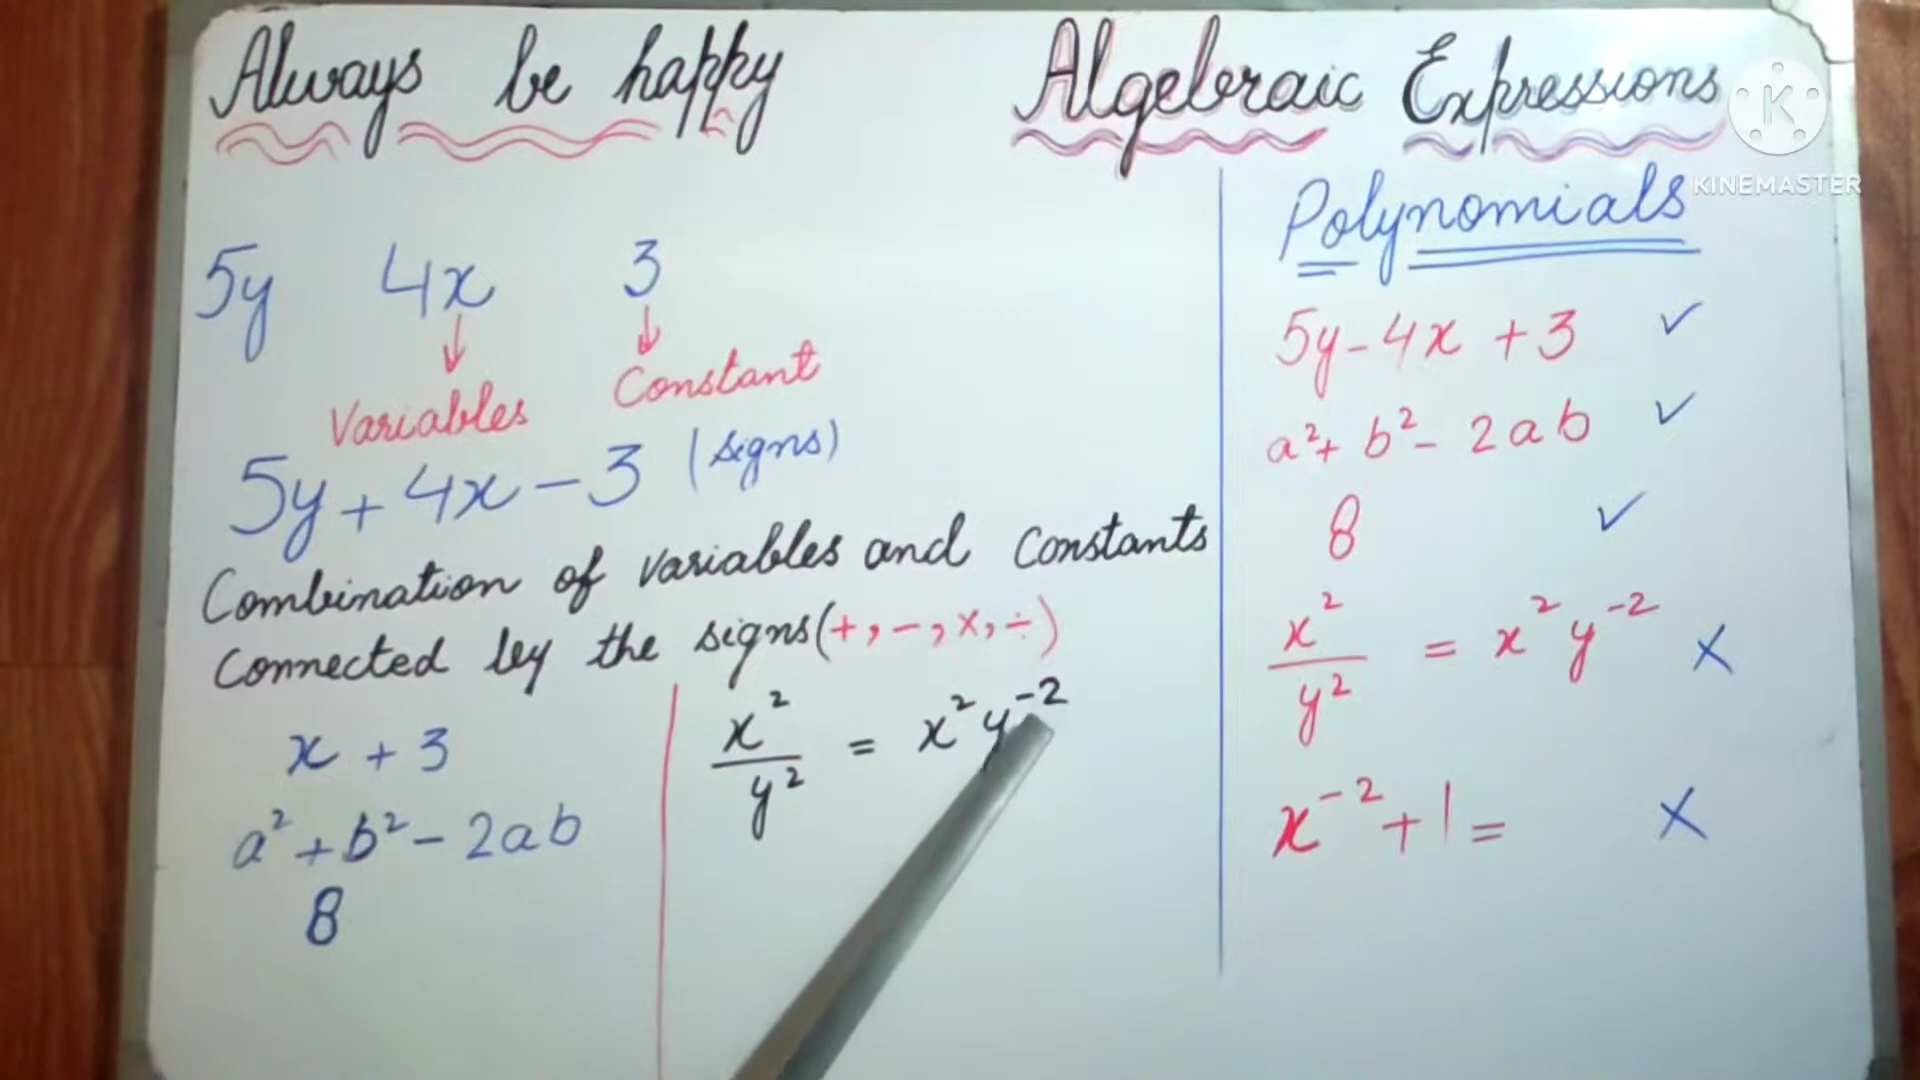 Always be happy
Algebraic Expressions
K
KINEMASTER
5y 4x 3
↓ ↓
Variables Constant
5y + 4x - 3 (signs)
Combination of variables and constants
connected by the signs (+, -, x, ÷)
x + 3
a² + b² - 2ab
8
x²/y² = x²y⁻²
Polynomials
5y - 4x + 3 ✓
a² + b² - 2ab ✓
8 ✓
x²/y² = x²y⁻² X
x⁻² + 1 = X